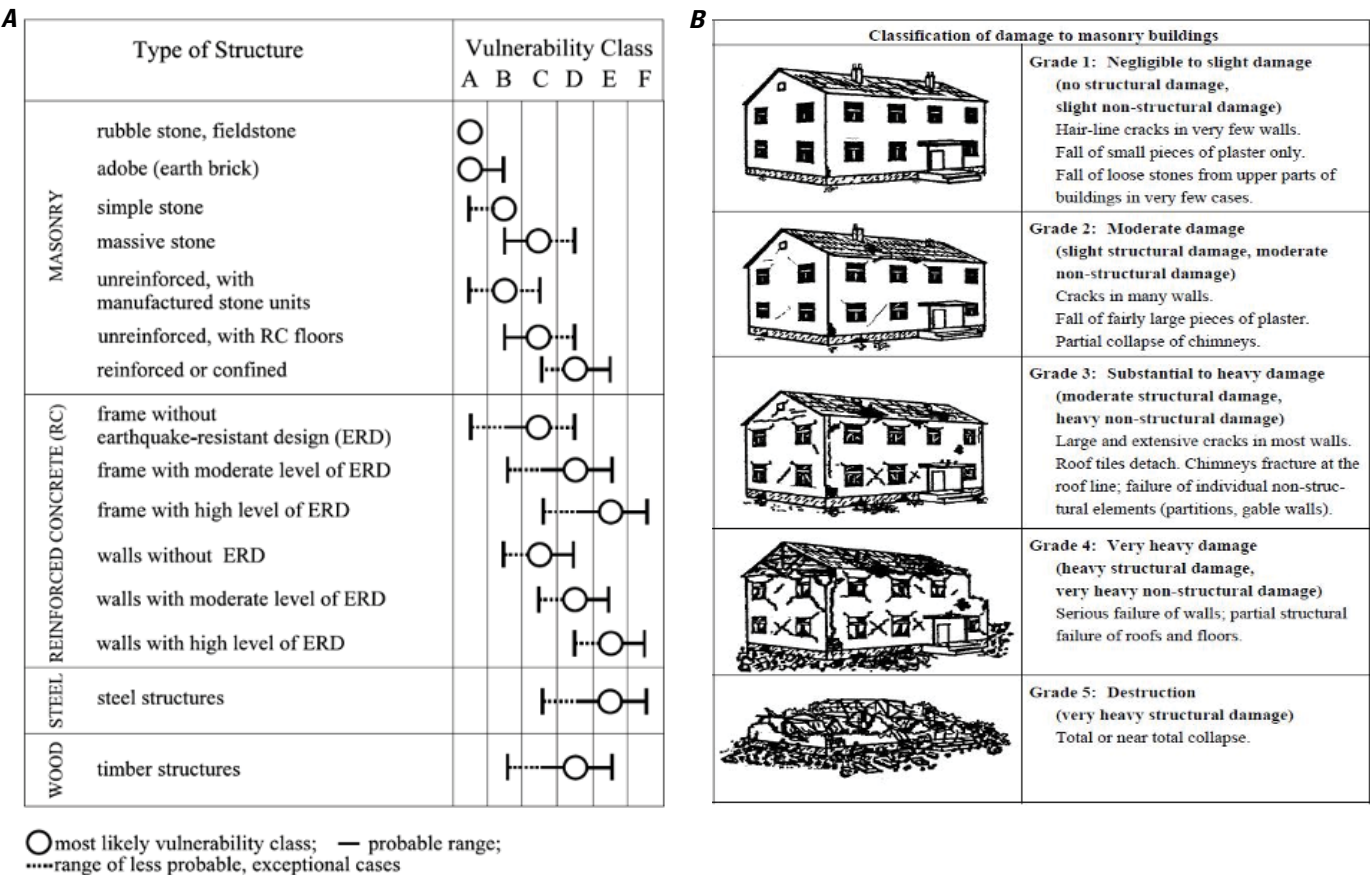 A
Type of Structure
Vulnerability Class
A B C D E F
MASONRY
rubble stone, fieldstone
adobe (earth brick)
simple stone
massive stone
unreinforced, with
manufactured stone units
unreinforced, with RC floors
reinforced or confined
REINFORCED CONCRETE (RC)
frame without
earthquake-resistant design (ERD)
frame with moderate level of ERD
frame with high level of ERD
walls without ERD
walls with moderate level of ERD
walls with high level of ERD
STEEL
steel structures
WOOD
timber structures
most likely vulnerability class; probable range;
range of less probable, exceptional cases
B
Classification of damage to masonry buildings
Grade 1: Negligible to slight damage
(no structural damage,
slight non-structural damage)
Hair-line cracks in very few walls.
Fall of small pieces of plaster only.
Fall of loose stones from upper parts of
buildings in very few cases.
Grade 2: Moderate damage
(slight structural damage, moderate
non-structural damage)
Cracks in many walls.
Fall of fairly large pieces of plaster.
Partial collapse of chimneys.
Grade 3: Substantial to heavy damage
(moderate structural damage,
heavy non-structural damage)
Large and extensive cracks in most walls.
Roof tiles detach. Chimneys fracture at the
roof line; failure of individual non-struc-
tural elements (partitions, gable walls).
Grade 4: Very heavy damage
(heavy structural damage,
very heavy non-structural damage)
Serious failure of walls; partial structural
failure of roofs and floors.
Grade 5: Destruction
(very heavy structural damage)
Total or near total collapse.